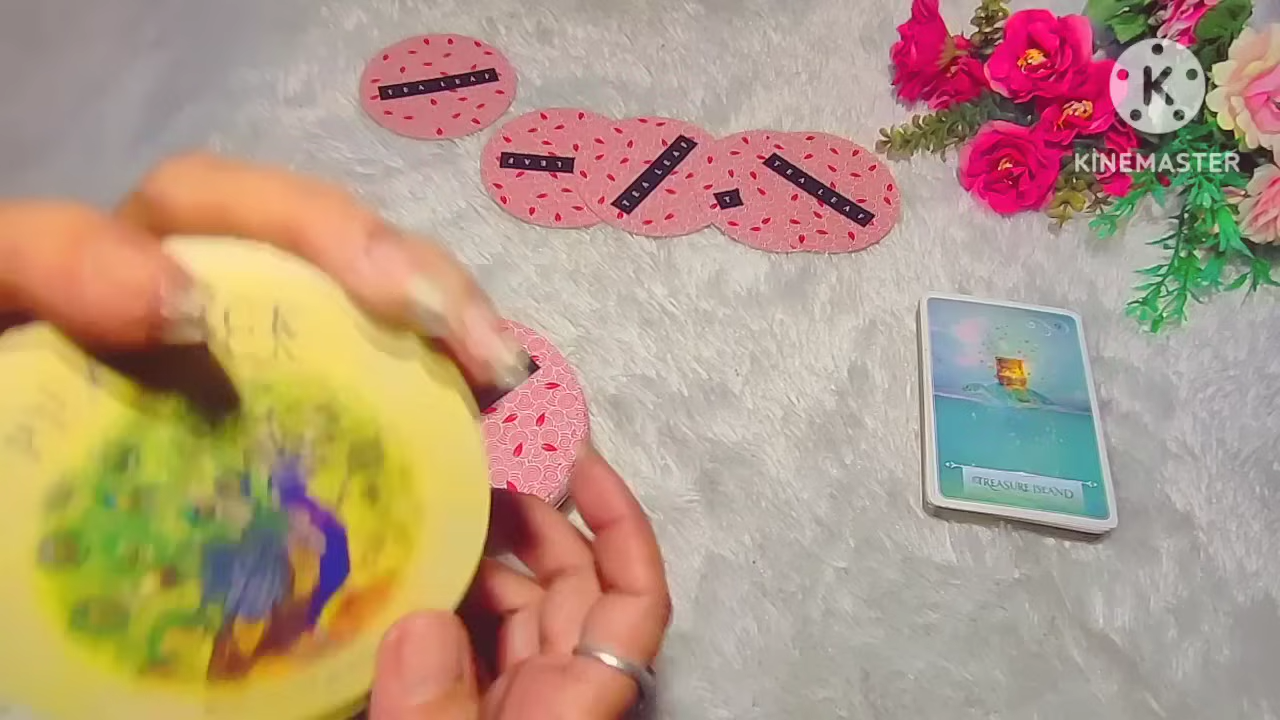 K
KINEMASTER
TEA LEAF
LEAF
TEA LEAF
T
TEA LEAF
TREASURE ISLAND